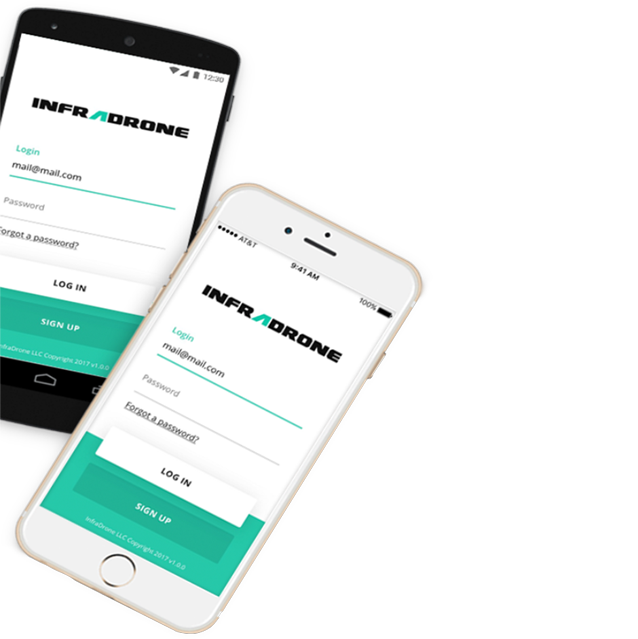 12:30
INFRADRONE
Login
mail@mail.com
Password
Forgot a password?
LOG IN
SIGN UP
InfraDrone LLC Copyright 2017 v1.0.0
AT&T
9:41 AM
100%
INFRADRONE
Login
mail@mail.com
Password
Forgot a password?
LOG IN
SIGN UP
InfraDrone LLC Copyright 2017 v1.0.0